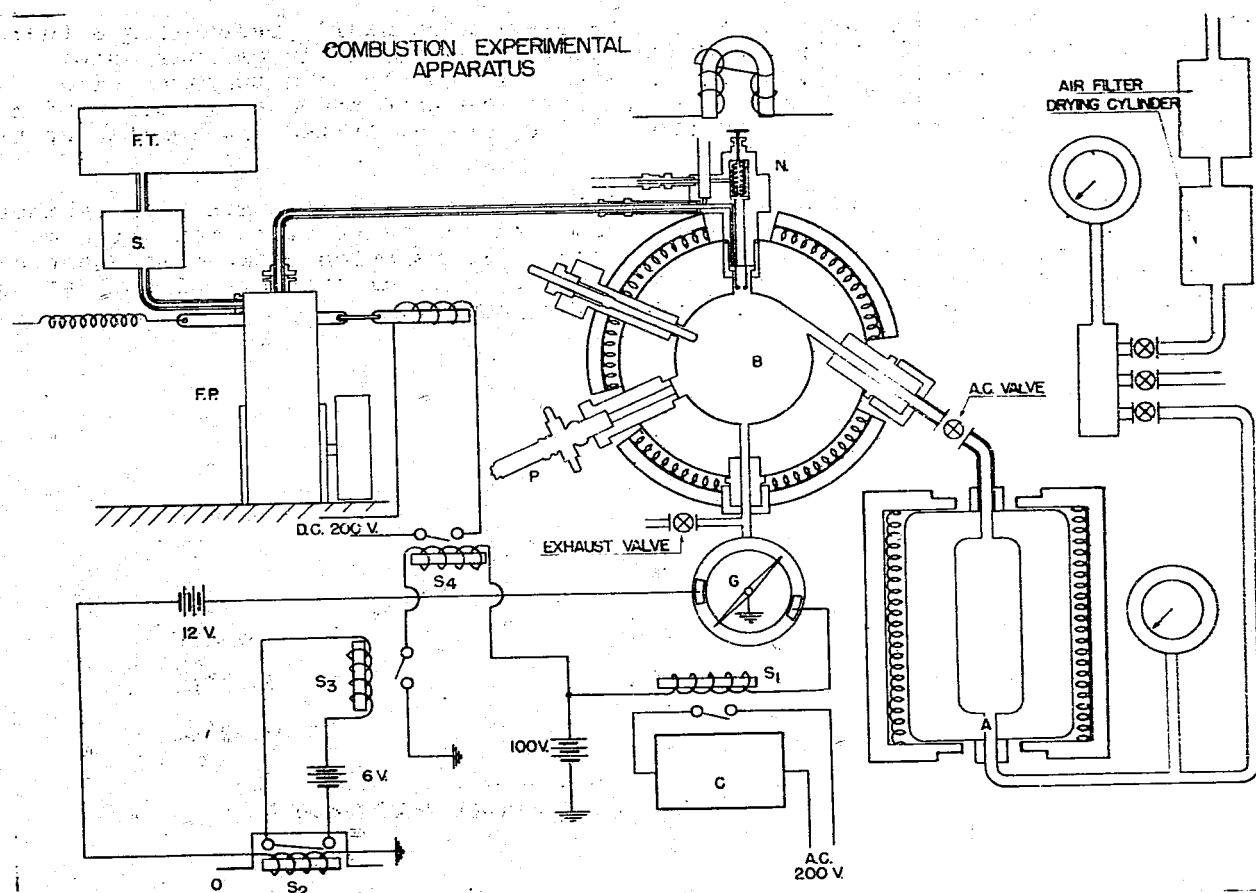 COMBUSTION EXPERIMENTAL
APPARATUS
AIR FILTER
DRYING CYLINDER
F.T.
N.
S.
B
F.P.
A.C. VALVE
P
D.C. 200 V.
EXHAUST VALVE
S4
G
12 V.
S3
S1
A
100V.
6 V.
C
A.C.
200 V.
O
S2